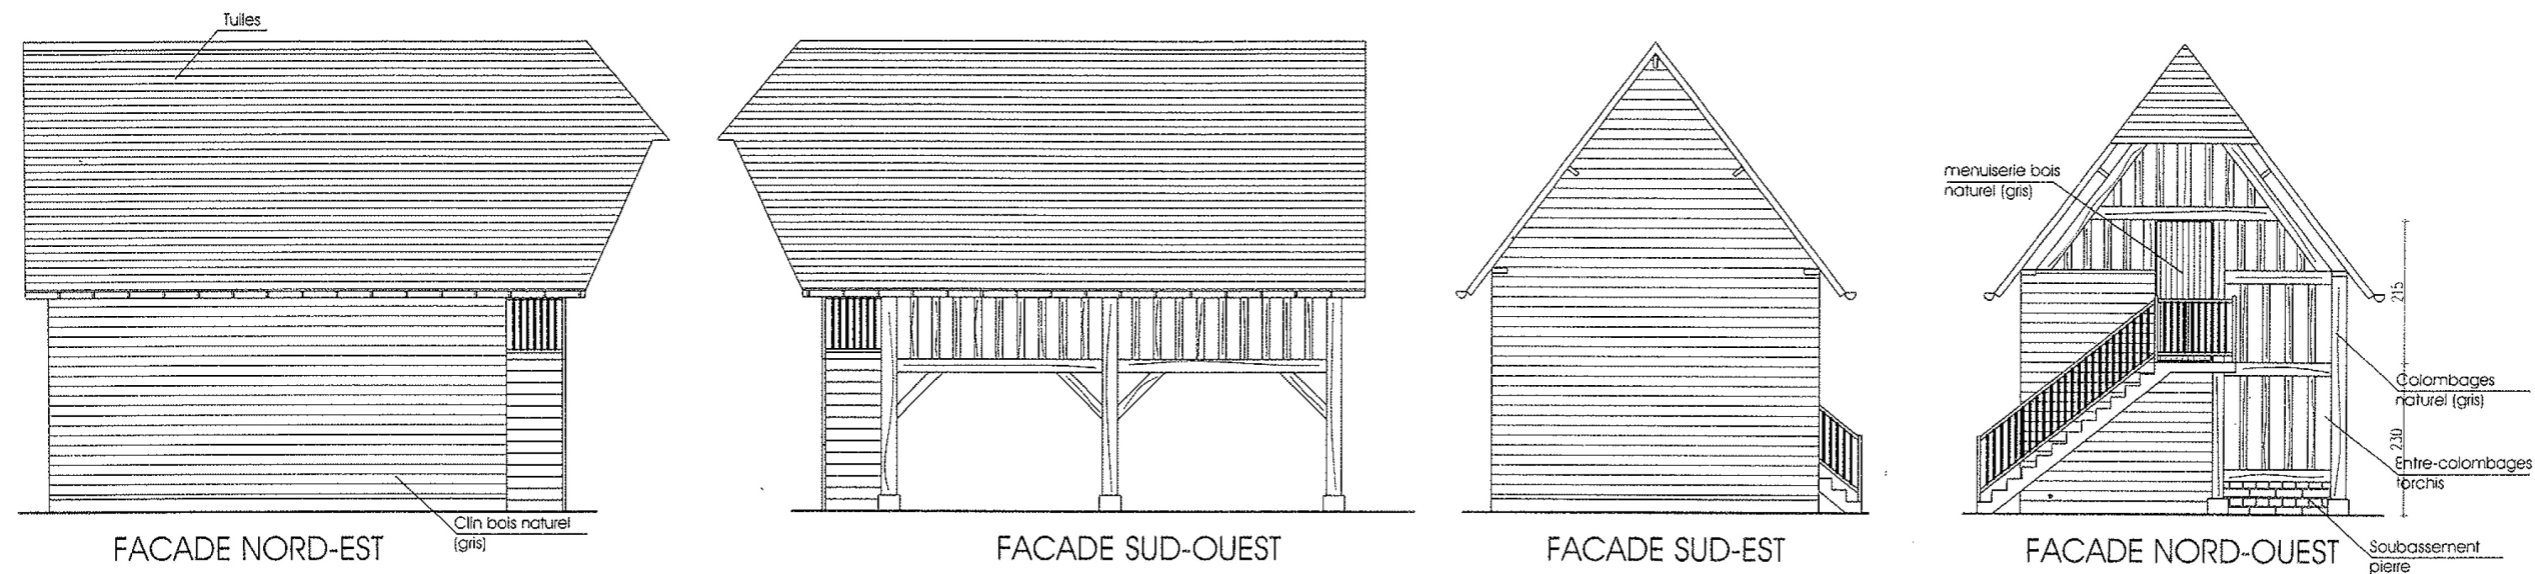 Tuiles
Clin bois naturel
(gris)
FACADE NORD-EST
FACADE SUD-OUEST
FACADE SUD-EST
menuiserie bois
naturel (gris)
215
Colombages
naturel (gris)
230
Entre-colombages
torchis
FACADE NORD-OUEST
Soubassement
pierre